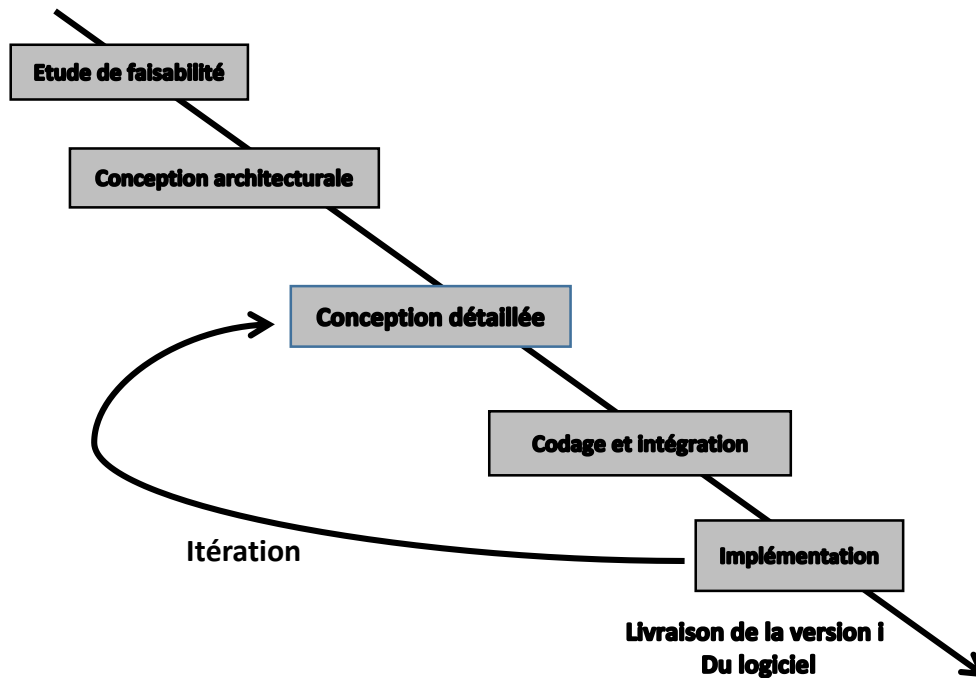 Etude de faisabilité
Conception architecturale
Conception détaillée
Codage et intégration
Itération
Implémentation
Livraison de la version i
Du logiciel